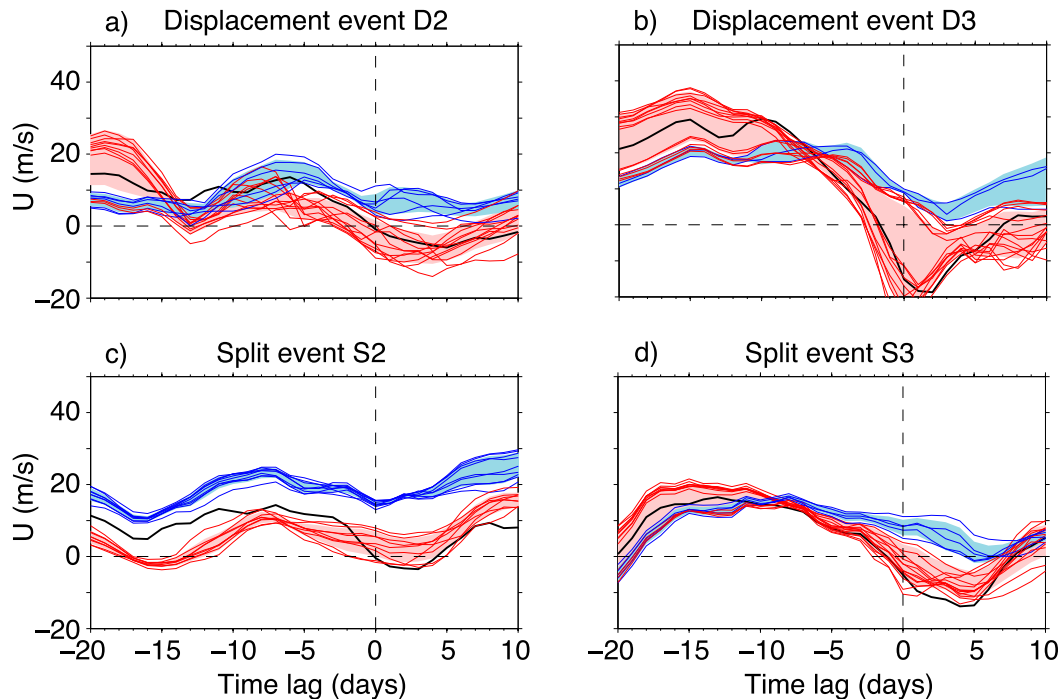 a) Displacement event D2
b) Displacement event D3
U (m/s)
40
20
0
−20
c) Split event S2
d) Split event S3
U (m/s)
40
20
0
−20
−20 −15 −10 −5 0 5 10
−20 −15 −10 −5 0 5 10
Time lag (days)
Time lag (days)